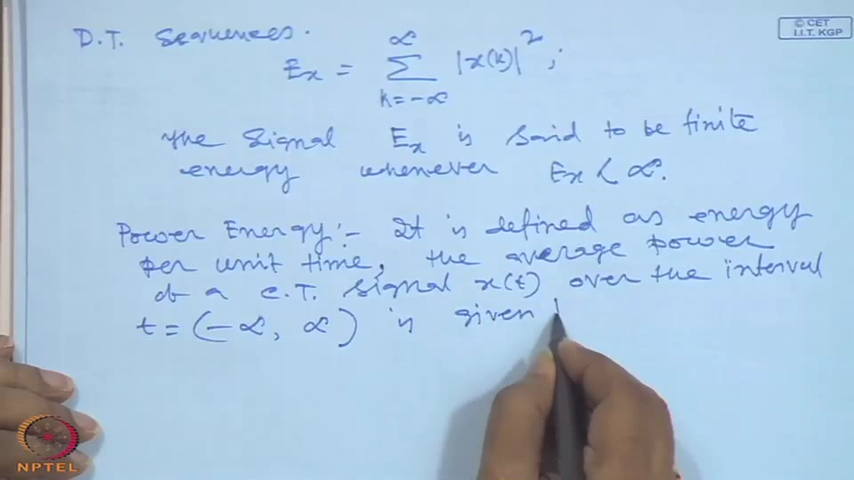 © CET
I.I.T. KGP
D.T. Sequences.
Ex = ∞ Σ k=-∞ |x(k)|²;
The Signal Ex is said to be finite
energy whenever Ex < ∞.
Power Energy:- It is defined as energy
per unit time, the average power
of a C.T. signal x(t) over the interval
t = (-∞, ∞) is given
NPTEL